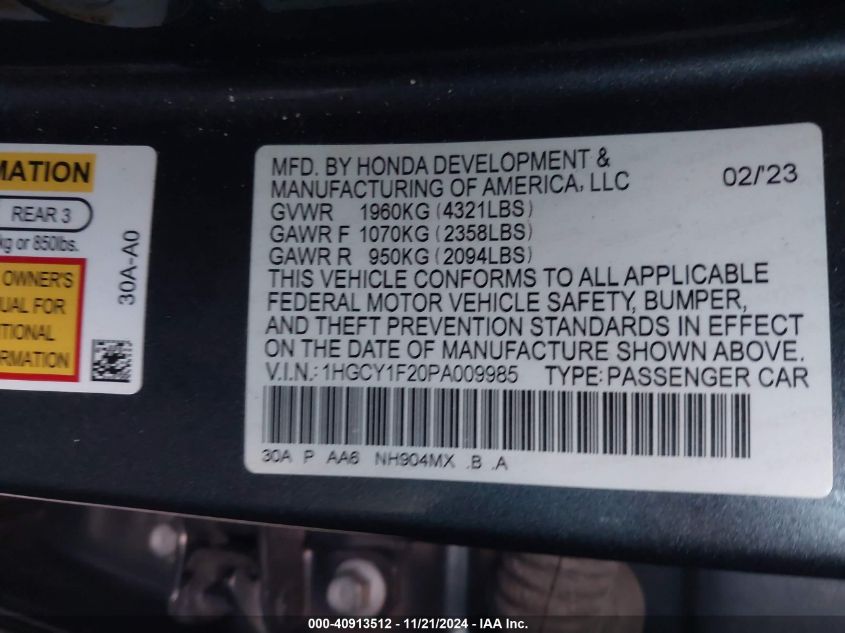 MATION
REAR 3
kg or 850lbs.
OWNER'S
UAL FOR
ITIONAL
ORMATION
30A-A0
MFD. BY HONDA DEVELOPMENT &
MANUFACTURING OF AMERICA, LLC 02/'23
GVWR 1960KG (4321LBS)
GAWR F 1070KG (2358LBS)
GAWR R 950KG (2094LBS)
THIS VEHICLE CONFORMS TO ALL APPLICABLE
FEDERAL MOTOR VEHICLE SAFETY, BUMPER,
AND THEFT PREVENTION STANDARDS IN EFFECT
ON THE DATE OF MANUFACTURE SHOWN ABOVE.
V.I.N.: 1HGCY1F20PA009985 TYPE: PASSENGER CAR
30A P AA6 NH904MX .B .A
000-40913512 - 11/21/2024 - IAA Inc.